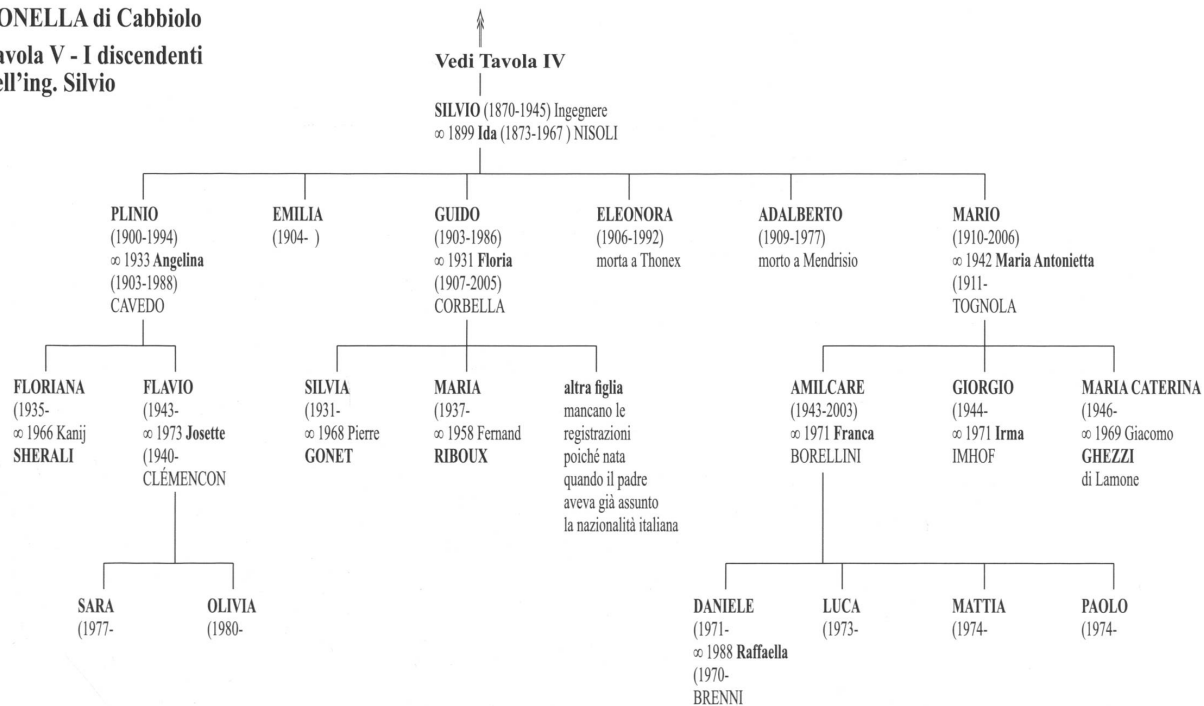 ONELLA di Cabbiolo
avola V - I discendenti
ell'ing. Silvio
Vedi Tavola IV
SILVIO (1870-1945) Ingegnere
∞ 1899 Ida (1873-1967 ) NISOLI
PLINIO
(1900-1994)
∞ 1933 Angelina
(1903-1988)
CAVEDO
EMILIA
(1904- )
GUIDO
(1903-1986)
∞ 1931 Floria
(1907-2005)
CORBELLA
ELEONORA
(1906-1992)
morta a Thonex
ADALBERTO
(1909-1977)
morto a Mendrisio
MARIO
(1910-2006)
∞ 1942 Maria Antonietta
(1911-
TOGNOLA
FLORIANA
(1935-
∞ 1966 Kanij
SHERALI
FLAVIO
(1943-
∞ 1973 Josette
(1940-
CLÉMENCON
SILVIA
(1931-
∞ 1968 Pierre
GONET
MARIA
(1937-
∞ 1958 Fernand
RIBOUX
altra figlia
mancano le
registrazioni
poiché nata
quando il padre
aveva già assunto
la nazionalità italiana
AMILCARE
(1943-2003)
∞ 1971 Franca
BORELLINI
GIORGIO
(1944-
∞ 1971 Irma
IMHOF
MARIA CATERINA
(1946-
∞ 1969 Giacomo
GHEZZI
di Lamone
SARA
(1977-
OLIVIA
(1980-
DANIELE
(1971-
∞ 1988 Raffaella
(1970-
BRENNI
LUCA
(1973-
MATTIA
(1974-
PAOLO
(1974-